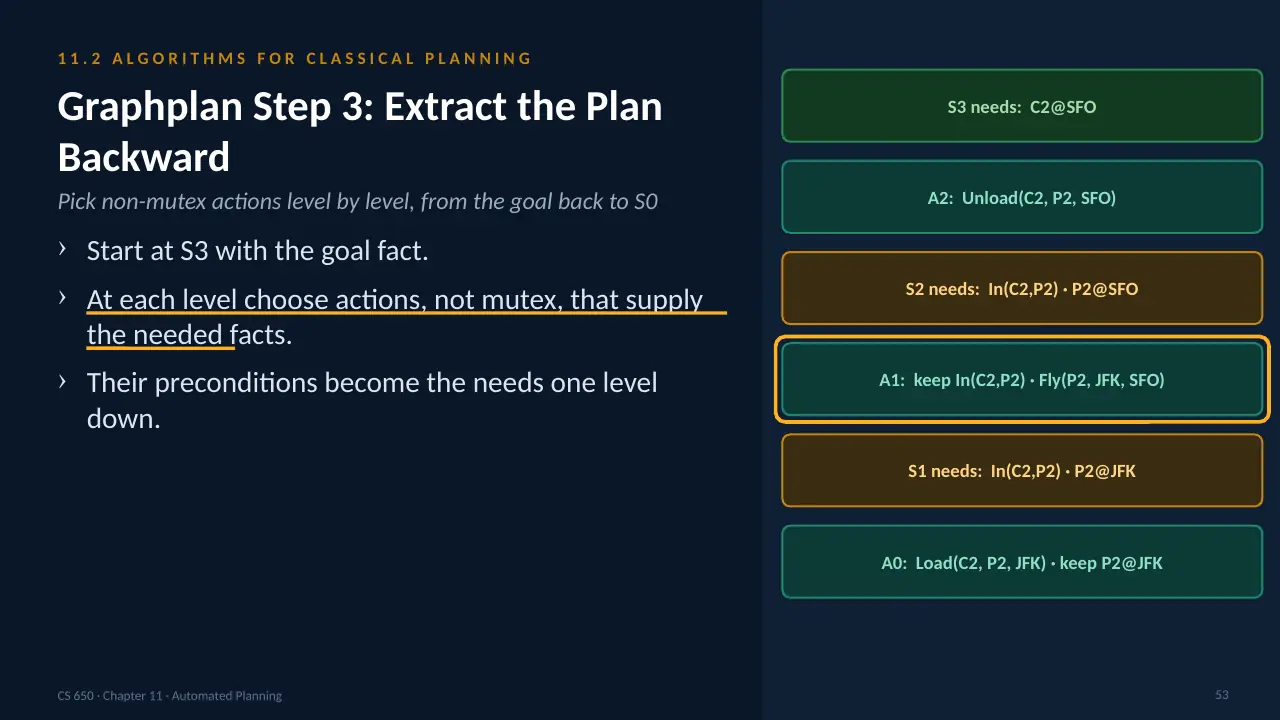 11.2 ALGORITHMS FOR CLASSICAL PLANNING
Graphplan Step 3: Extract the Plan
Backward
Pick non-mutex actions level by level, from the goal back to S0
› Start at S3 with the goal fact.
› At each level choose actions, not mutex, that supply
the needed facts.
› Their preconditions become the needs one level
down.
S3 needs: C2@SFO
A2: Unload(C2, P2, SFO)
S2 needs: In(C2,P2) · P2@SFO
A1: keep In(C2,P2) · Fly(P2, JFK, SFO)
S1 needs: In(C2,P2) · P2@JFK
A0: Load(C2, P2, JFK) · keep P2@JFK
CS 650 · Chapter 11 · Automated Planning
53